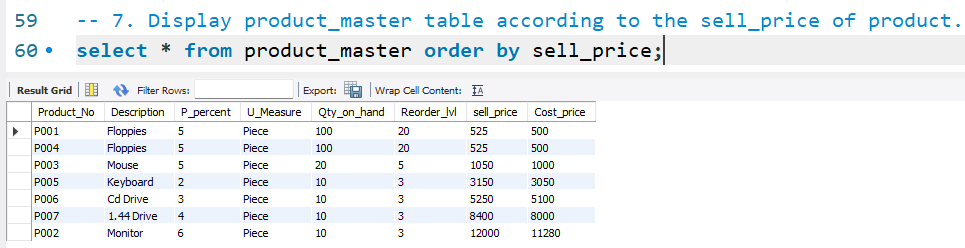 59 -- 7. Display product_master table according to the sell_price of product.
60 select * from product_master order by sell_price;
Result Grid Filter Rows: Export: Wrap Cell Content: IA
Product_No Description P_percent U_Measure Qty_on_hand Reorder_lvl sell_price Cost_price
P001 Floppies 5 Piece 100 20 525 500
P004 Floppies 5 Piece 100 20 525 500
P003 Mouse 5 Piece 20 5 1050 1000
P005 Keyboard 2 Piece 10 3 3150 3050
P006 Cd Drive 3 Piece 10 3 5250 5100
P007 1.44 Drive 4 Piece 10 3 8400 8000
P002 Monitor 6 Piece 10 3 12000 11280